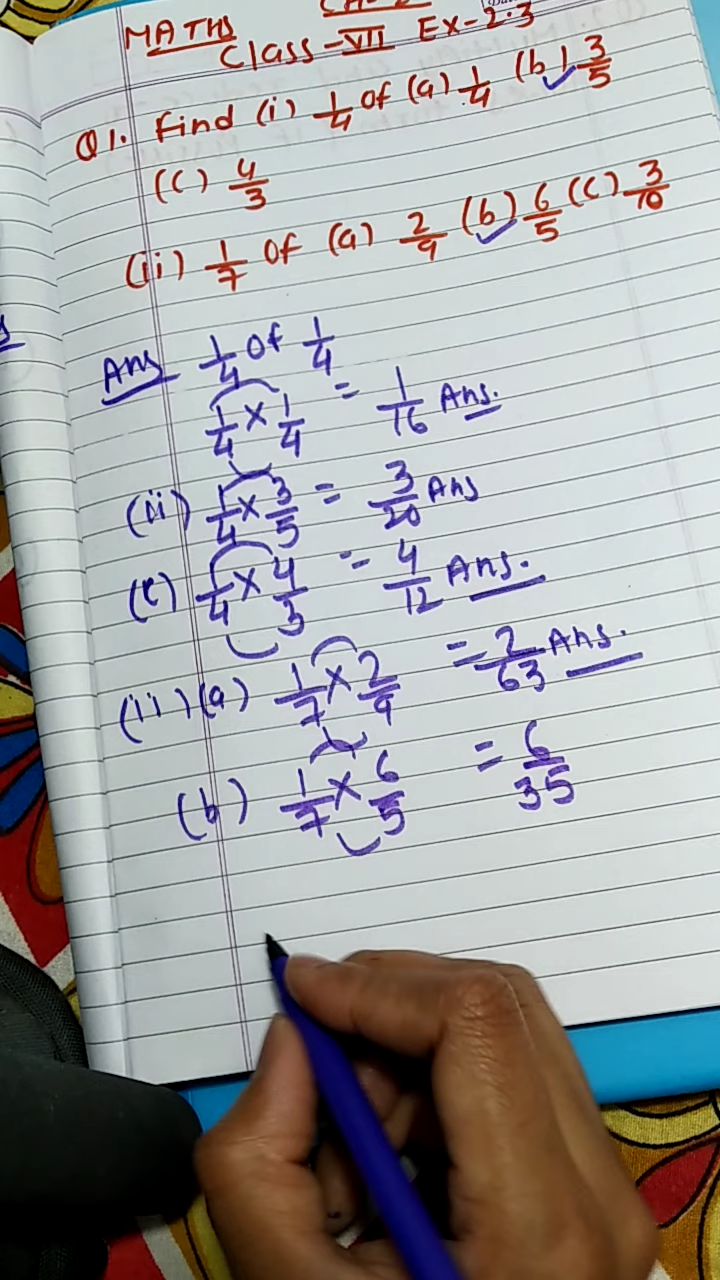 MATHS
Class-VII Ex-2.3
Q1. Find (i) 1/4 of (a) 1/4 (b) 3/5
(c) 4/3
(ii) 1/7 of (a) 2/9 (b) 6/5 (c) 3/10
Ans 1/4 of 1/4
1/4 × 1/4 = 1/16 Ans.
(ii) 1/4 × 3/5 = 3/20 Ans
(c) 1/4 × 4/3 = 4/12 Ans.
(ii) (a) 1/7 × 2/9 = 2/63 Ans.
(b) 1/7 × 6/5 = 6/35